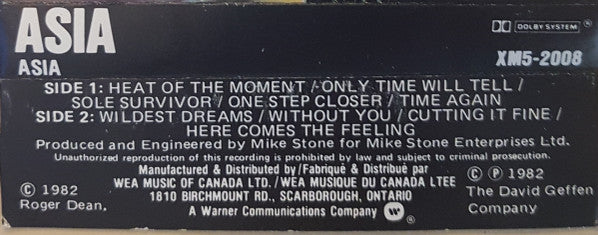 ASIA
DOLBY SYSTEM
ASIA
XM5-2008
SIDE 1: HEAT OF THE MOMENT / ONLY TIME WILL TELL /
SOLE SURVIVOR / ONE STEP CLOSER / TIME AGAIN
SIDE 2: WILDEST DREAMS / WITHOUT YOU / CUTTING IT FINE /
HERE COMES THE FEELING
Produced and Engineered by Mike Stone for Mike Stone Enterprises Ltd.
Unauthorized reproduction of this recording is prohibited by law and subject to criminal prosecution.
Manufactured & Distributed by / Fabriqué & Distribué par
WEA MUSIC OF CANADA LTD. / WEA MUSIQUE DU CANADA LTEE
1810 BIRCHMOUNT RD., SCARBOROUGH, ONTARIO
A Warner Communications Company ®
© 1982
Roger Dean.
© ℗ 1982
The David Geffen
Company